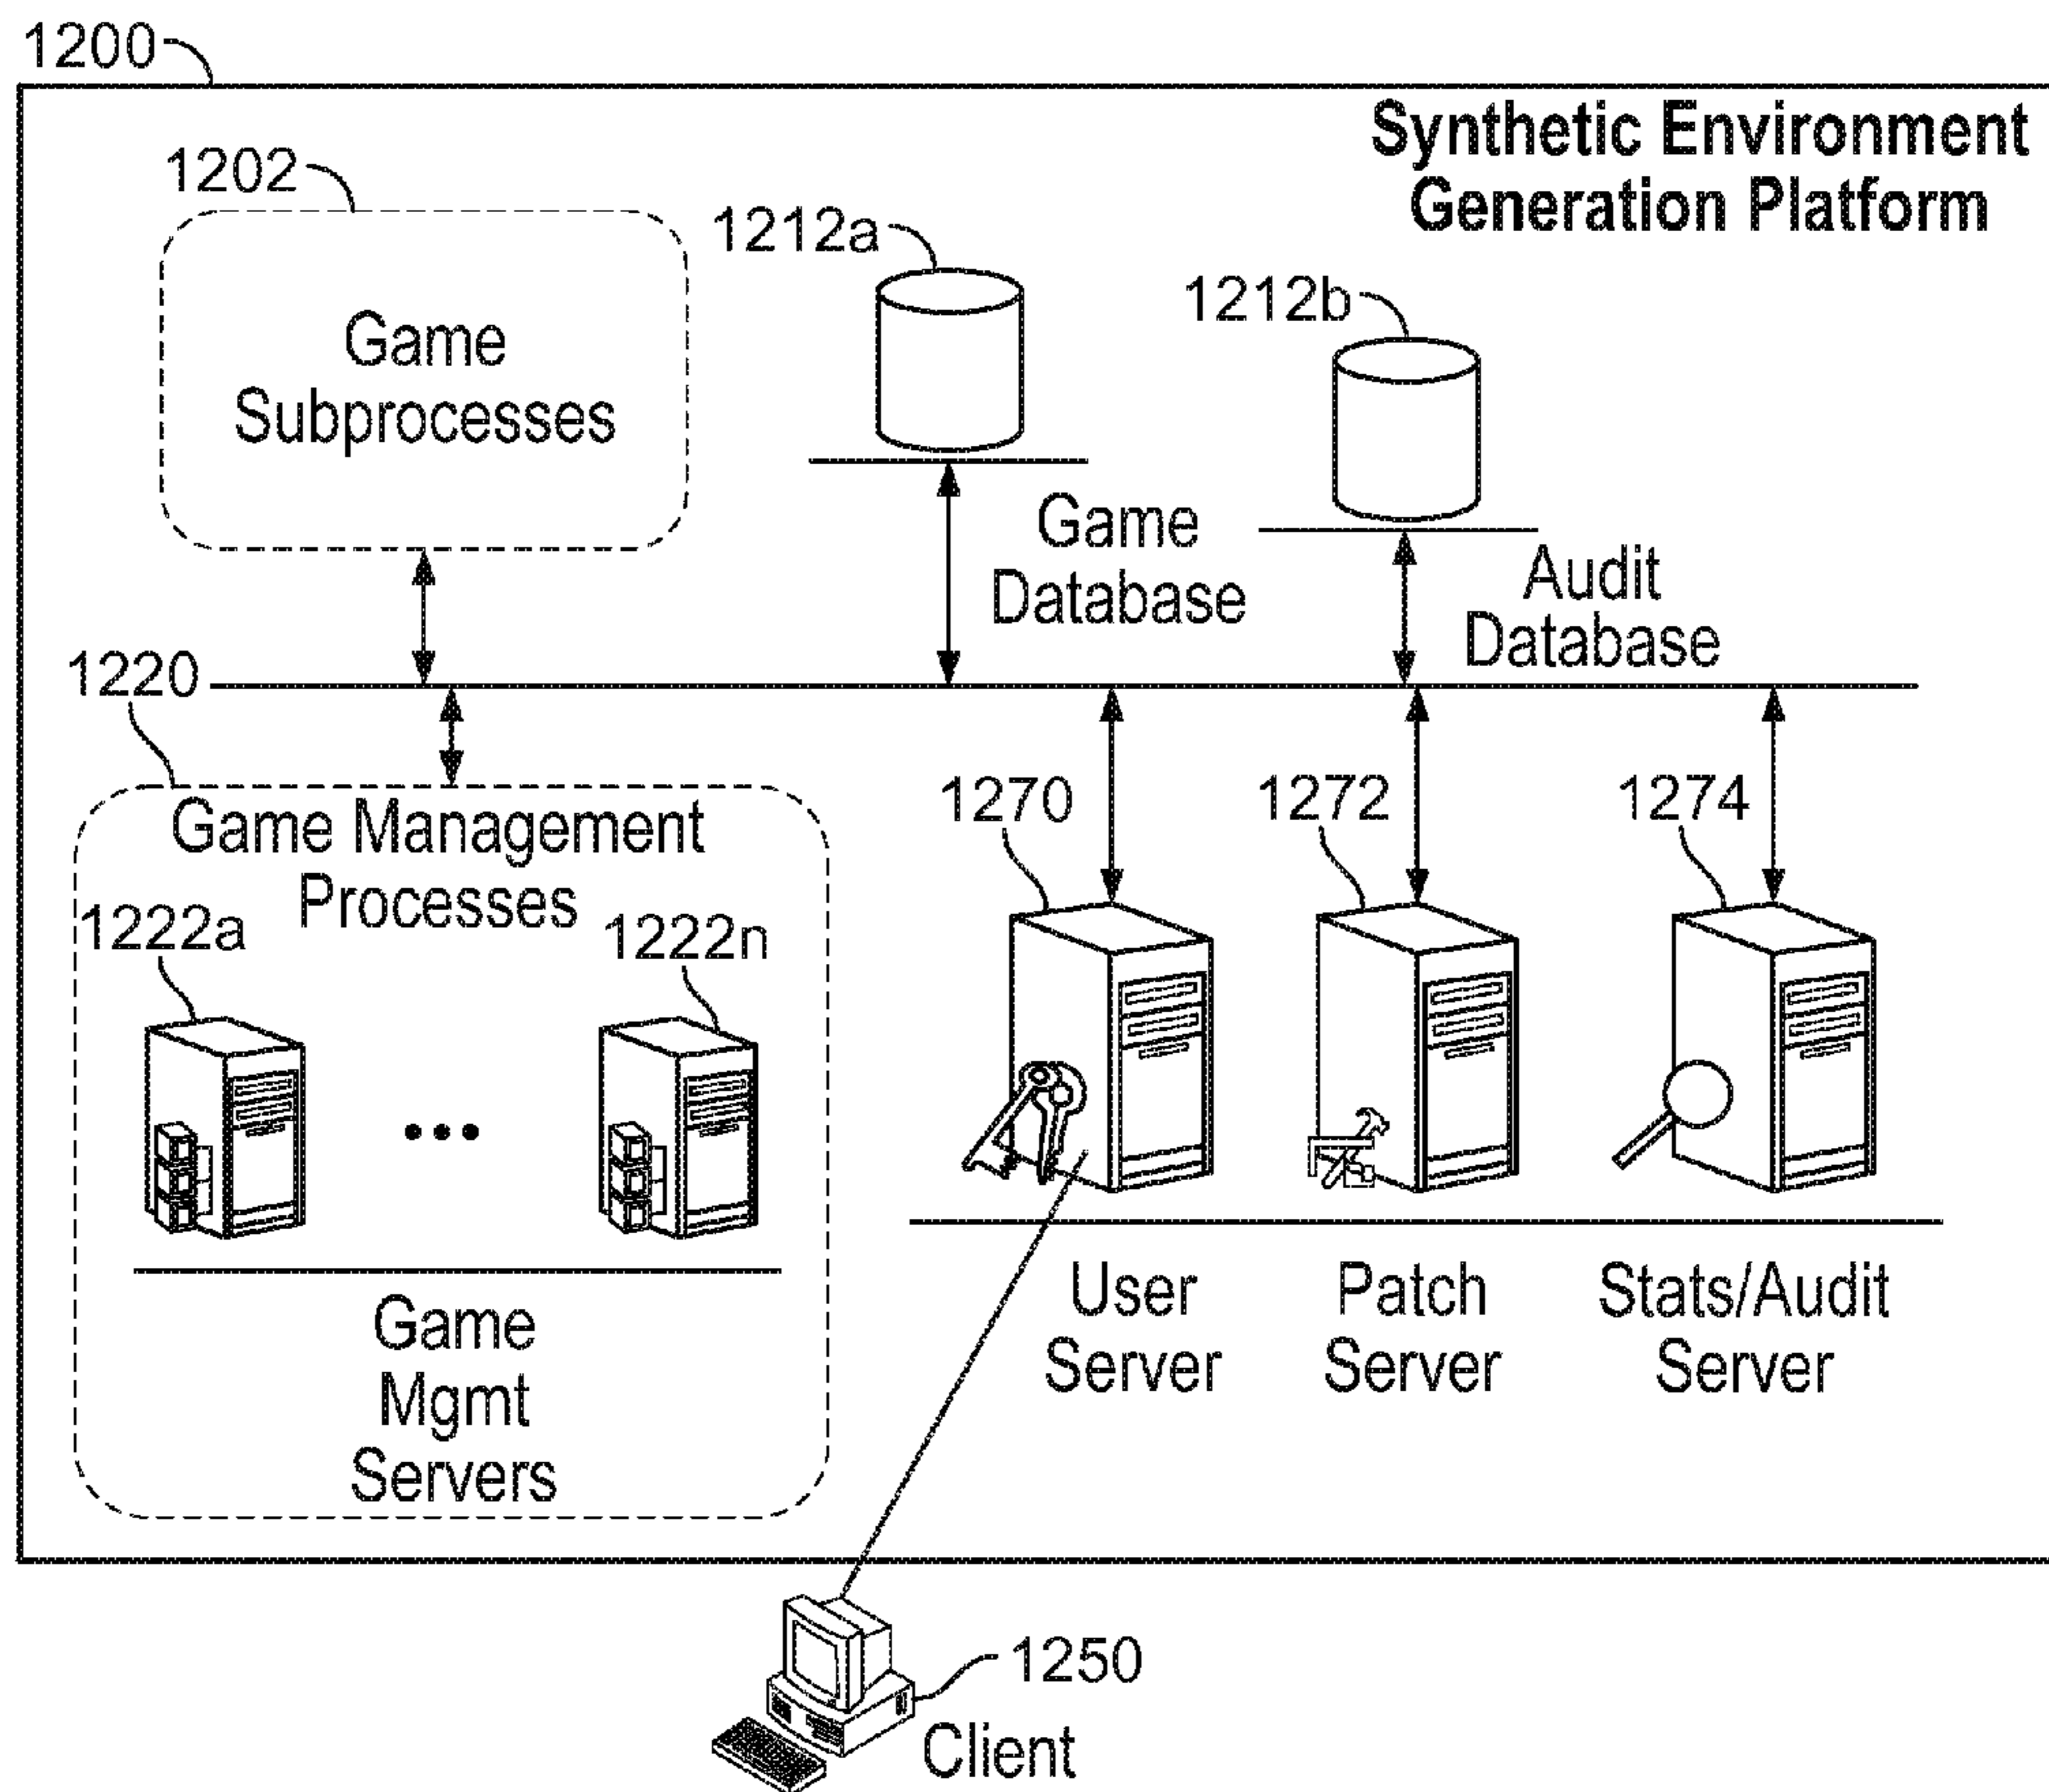 1200
Synthetic Environment
Generation Platform
1202
Game
Subprocesses
1212a
1212b
Game
Database
Audit
Database
1220
Game Management
Processes
1222a
1222n
Game
Mgmt
Servers
1270
1272
1274
User
Server
Patch
Server
Stats/Audit
Server
1250
Client